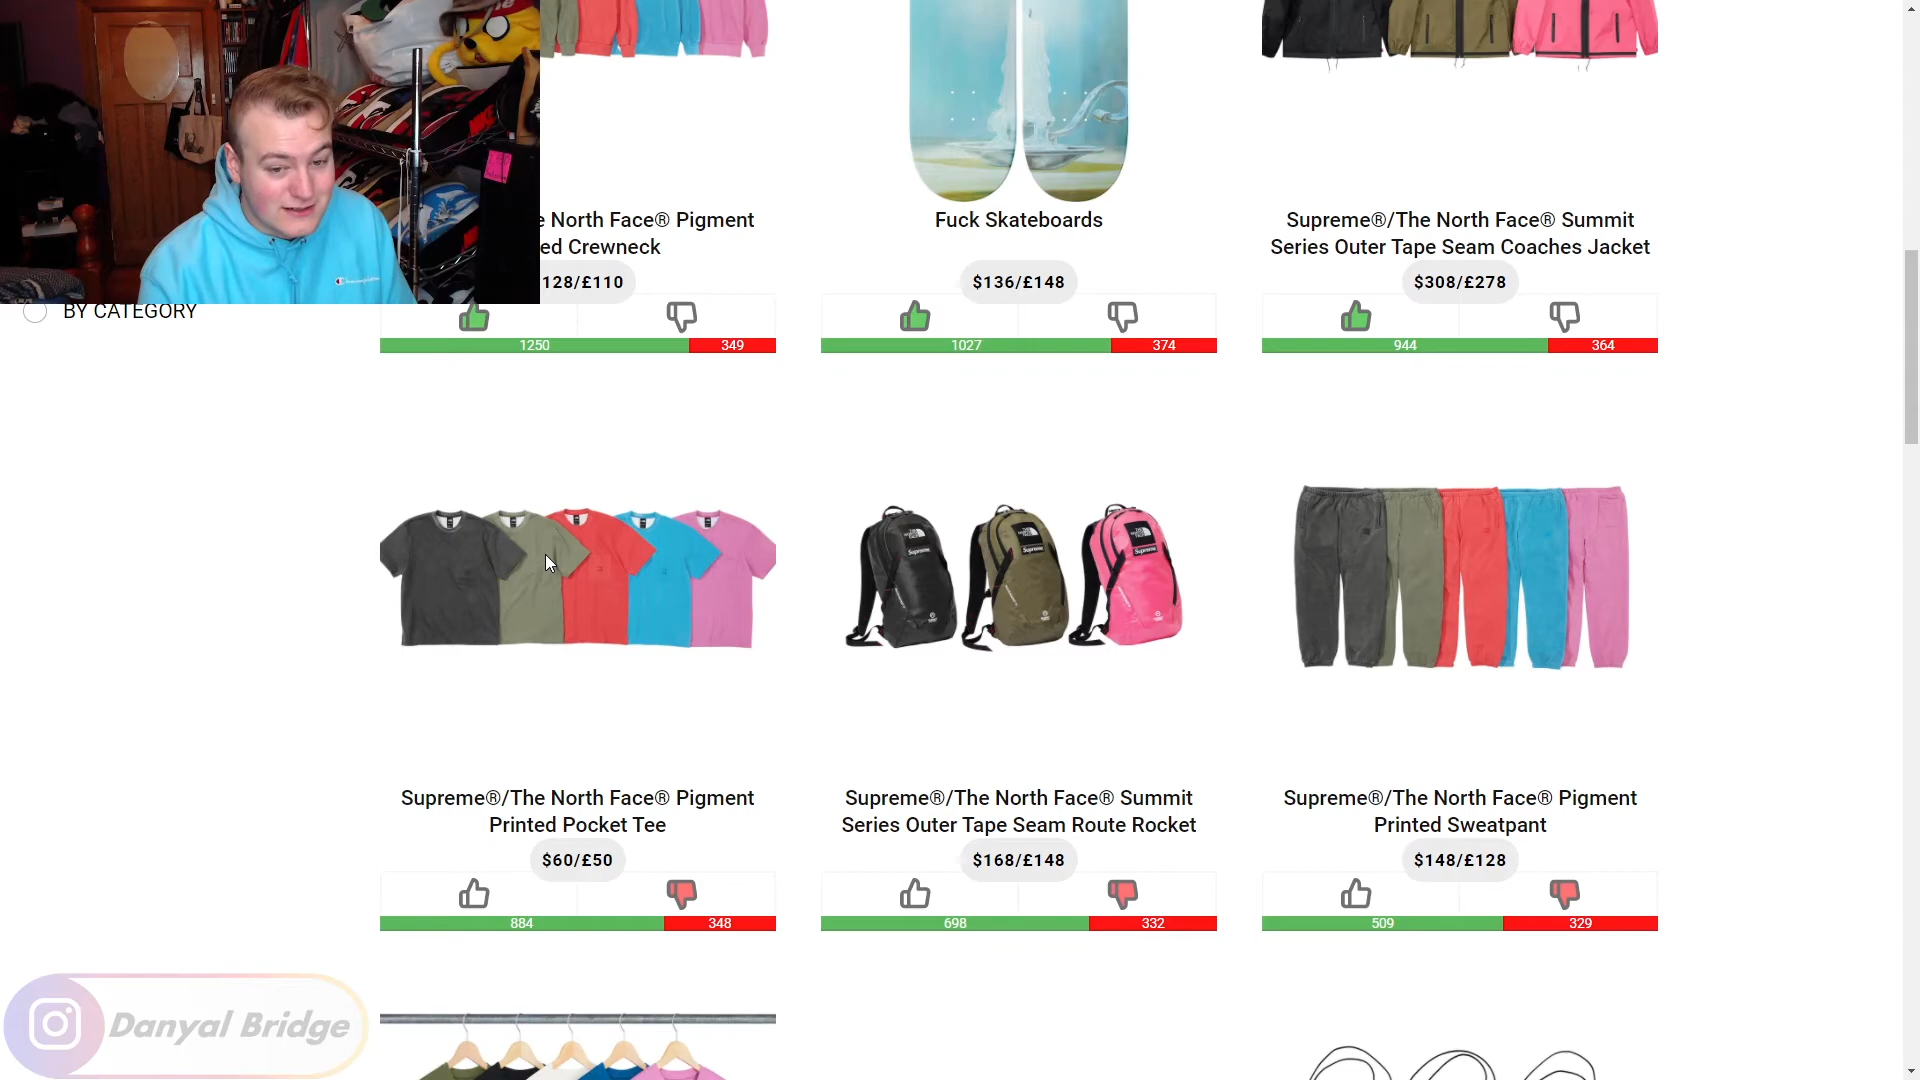 e North Face® Pigment
ed Crewneck
128/£110
1250
349
Fuck Skateboards
$136/£148
1027
374
Supreme®/The North Face® Summit
Series Outer Tape Seam Coaches Jacket
$308/£278
944
364
BY CATEGORY
Supreme®/The North Face® Pigment
Printed Pocket Tee
$60/£50
884
348
Supreme®/The North Face® Summit
Series Outer Tape Seam Route Rocket
$168/£148
698
332
Supreme®/The North Face® Pigment
Printed Sweatpant
$148/£128
509
329
Danyal Bridge